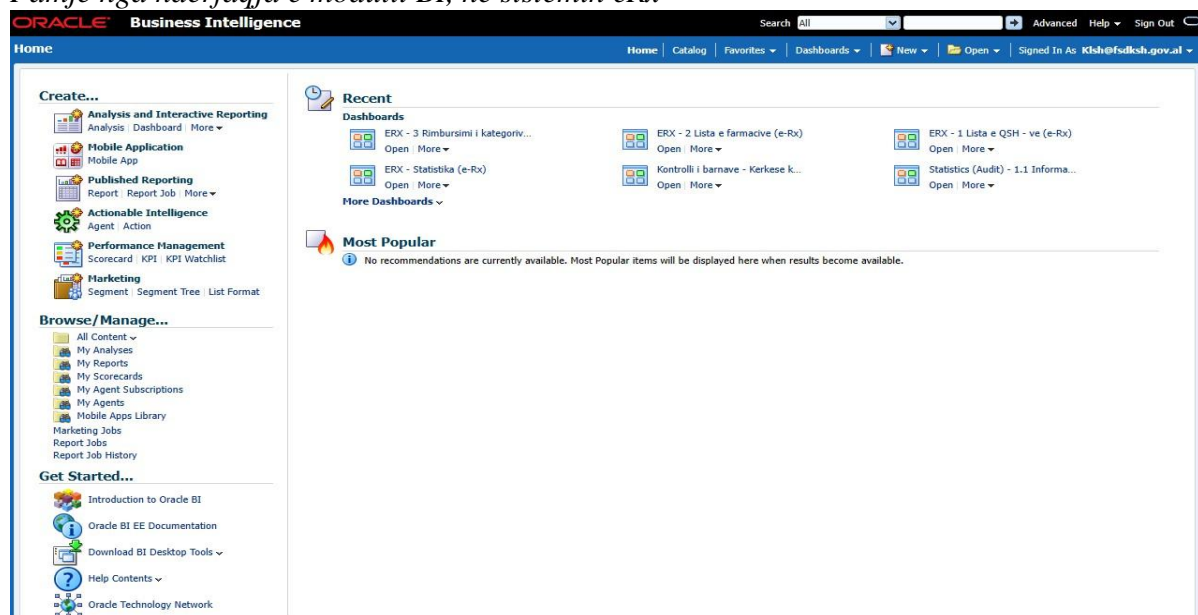 Pamje nga ndërfaqja e modulit BI, në sistemin eRx
ORACLE Business Intelligence
Search All Advanced Help Sign Out
Home
Home Catalog Favorites Dashboards New Open Signed In As Klsh@fsdksh.gov.al
Create...
Analysis and Interactive Reporting
Analysis Dashboard More
Mobile Application
Mobile App
Published Reporting
Report Report Job More
Actionable Intelligence
Agent Action
Performance Management
Scorecard KPI KPI Watchlist
Marketing
Segment Segment Tree List Format
Browse/Manage...
All Content
My Analyses
My Reports
My Scorecards
My Agent Subscriptions
My Agents
Mobile Apps Library
Marketing Jobs
Report Jobs
Report Job History
Get Started...
Introduction to Oracle BI
Oracle BI EE Documentation
Download BI Desktop Tools
Help Contents
Oracle Technology Network
Recent
Dashboards
ERX - 3 Rimbursimi i kategoriv...
Open More
ERX - 2 Lista e farmacive (e-Rx)
Open More
ERX - 1 Lista e QSH - ve (e-Rx)
Open More
ERX - Statistika (e-Rx)
Open More
Kontrolli i barnave - Kerkese k...
Open More
Statistics (Audit) - 1.1 Informa...
Open More
More Dashboards
Most Popular
No recommendations are currently available. Most Popular items will be displayed here when results become available.